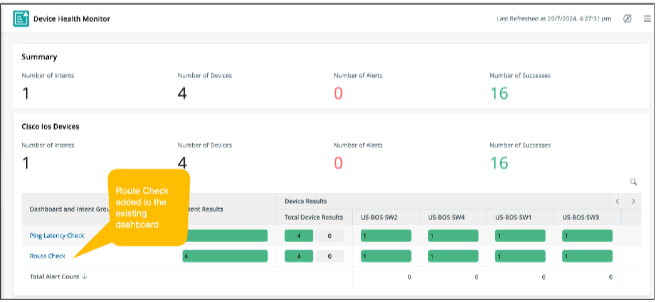 Device Health Monitor
Last Refreshed at 20/7/2024, 4:27:31 pm
Summary
Number of Intents Number of Devices Number of Alerts Number of Successes
1 4 0 16
Cisco Ios Devices
Number of Intents Number of Devices Number of Alerts Number of Successes
1 4 0 16
Route Check
added to the
existing
dashboard
Device Results
Dashboard and Intent Grou
tent Results
Total Device Results US-BOS-SW2 US-BOS-SW4 US-BOS-SW1 US-BOS-SW3
Ping Latency Check 4 0 1 1 1 1
Route Check 4 4 0 1 1 1 1
Total Alert Count ↓ 0 0 0 0